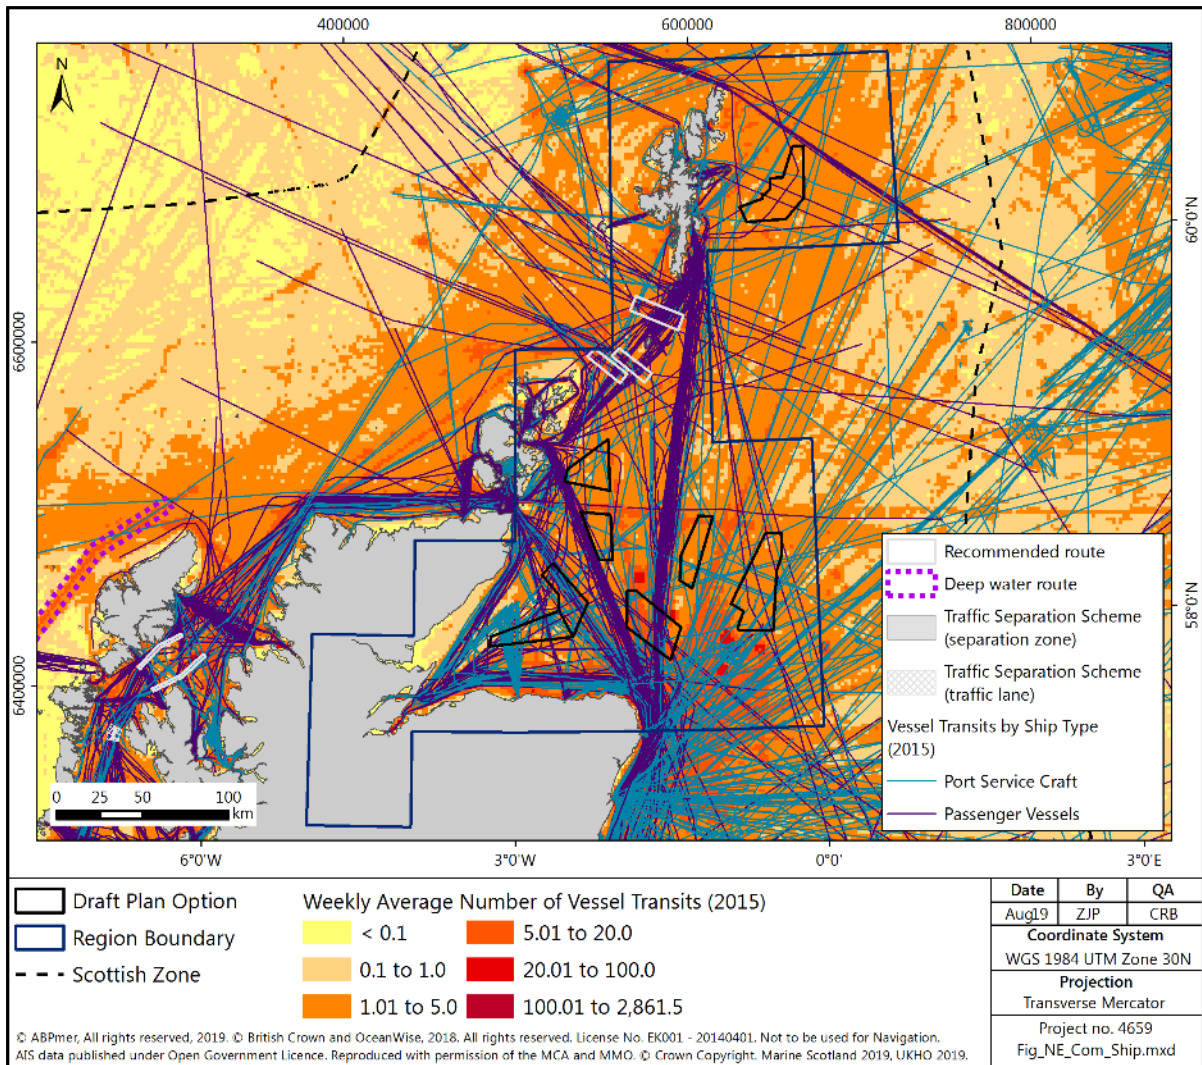 400000
600000
800000
N
60°0'N
6600000
58°0'N
6400000
Recommended route
Deep water route
Traffic Separation Scheme
(separation zone)
Traffic Separation Scheme
(traffic lane)
Vessel Transits by Ship Type
(2015)
Port Service Craft
Passenger Vessels
0 25 50 100
km
6°0'W
3°0'W
0°0'
3°0'E
Draft Plan Option
Region Boundary
Scottish Zone
Weekly Average Number of Vessel Transits (2015)
< 0.1
0.1 to 1.0
1.01 to 5.0
5.01 to 20.0
20.01 to 100.0
100.01 to 2,861.5
Date By QA
Aug19 ZJP CRB
Coordinate System
WGS 1984 UTM Zone 30N
Projection
Transverse Mercator
Project no. 4659
Fig_NE_Com_Ship.mxd
© ABPmer, All rights reserved, 2019. © British Crown and OceanWise, 2018. All rights reserved. License No. EK001 - 20140401. Not to be used for Navigation.
AIS data published under Open Government Licence. Reproduced with permission of the MCA and MMO. © Crown Copyright. Marine Scotland 2019, UKHO 2019.